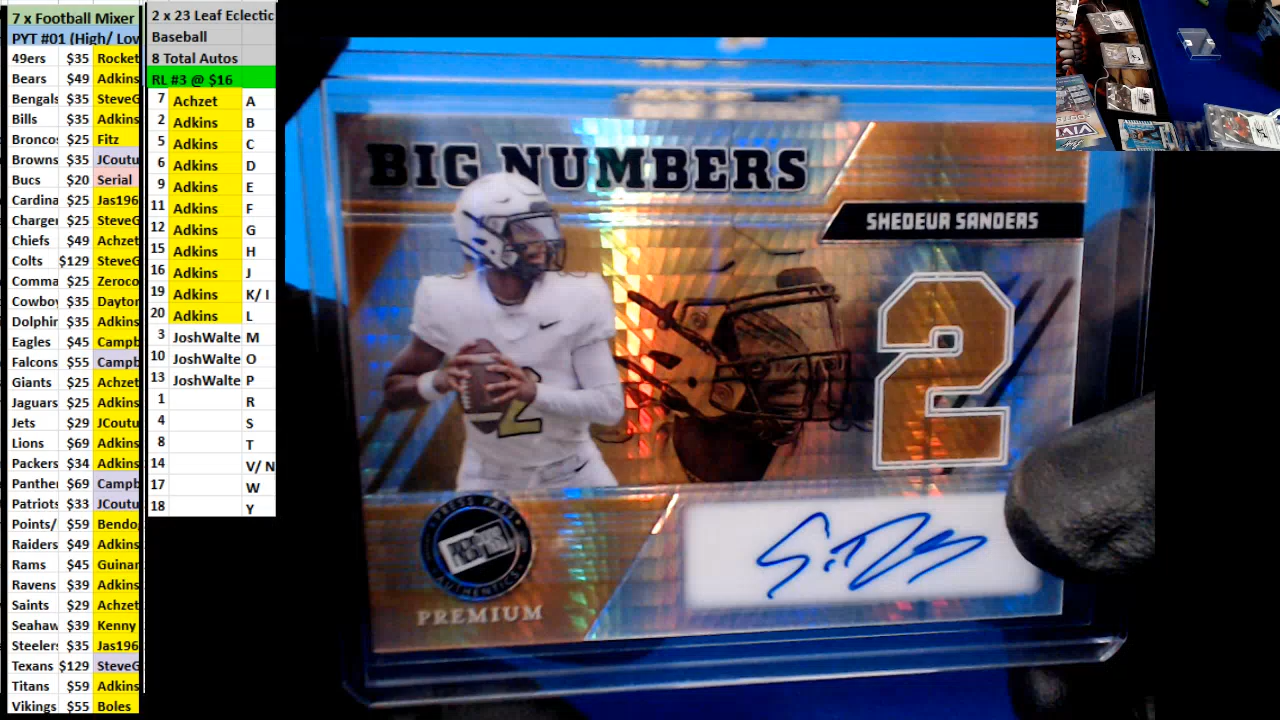 7 x Football Mixer
PYT #01 (High/ Lov
49ers $35 Rocket
Bears $49 Adkins
Bengals $35 SteveG
Bills $35 Adkins
Broncos $25 Fitz
Browns $35 JCoutu
Bucs $20 Serial
Cardina $25 Jas196
Charger $25 SteveG
Chiefs $49 Achzet
Colts $129 SteveG
Comma $25 Zeroco
Cowboy $35 Dayton
Dolphin $35 Adkins
Eagles $45 Campb
Falcons $55 Campb
Giants $25 Achzet
Jaguars $25 Adkins
Jets $29 JCoutu
Lions $69 Adkins
Packers $34 Adkins
Panther $69 Campb
Patriots $33 JCoutu
Points/ $59 Bendo
Raiders $49 Adkins
Rams $45 Guinar
Ravens $39 Adkins
Saints $29 Achzet
Seahaw $39 Kenny
Steelers $35 Jas196
Texans $129 SteveG
Titans $59 Adkins
Vikings $55 Boles
2 x 23 Leaf Eclectic
Baseball
8 Total Autos
RL #3 @ $16
7 Achzet A
2 Adkins B
5 Adkins C
6 Adkins D
9 Adkins E
11 Adkins F
12 Adkins G
15 Adkins H
16 Adkins J
19 Adkins K/ I
20 Adkins L
3 JoshWalte M
10 JoshWalte O
13 JoshWalte P
1 R
4 S
8 T
14 V/ N
17 W
18 Y
BIG NUMBERS
SHEDEUR SANDERS
2
2
PRESS PASS
AUTHENTICS
PREMIUM